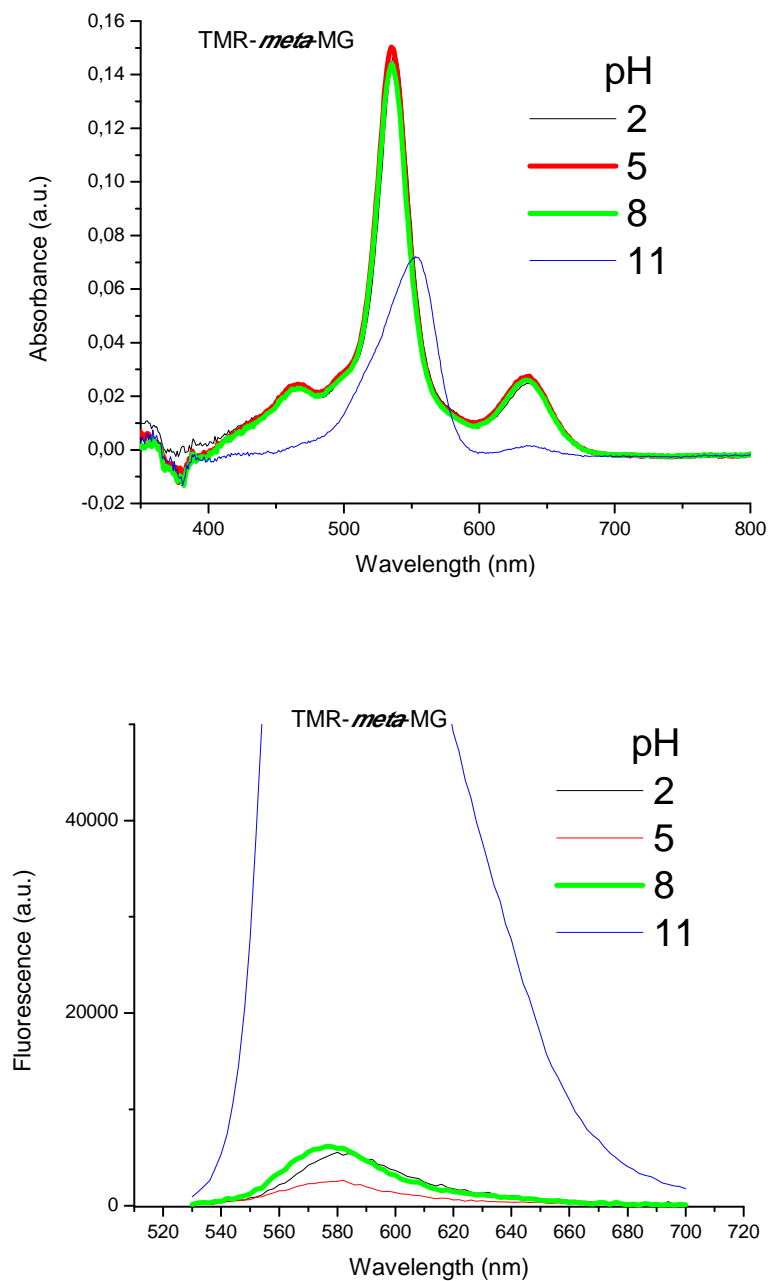 TMR-meta-MG
pH
2
5
8
11
0,16
0,14
0,12
0,10
0,08
0,06
0,04
0,02
0,00
-0,02
Absorbance (a.u.)
400 500 600 700 800
Wavelength (nm)
TMR-meta-MG
pH
2
5
8
11
40000
20000
0
Fluorescence (a.u.)
520 540 560 580 600 620 640 660 680 700 720
Wavelength (nm)